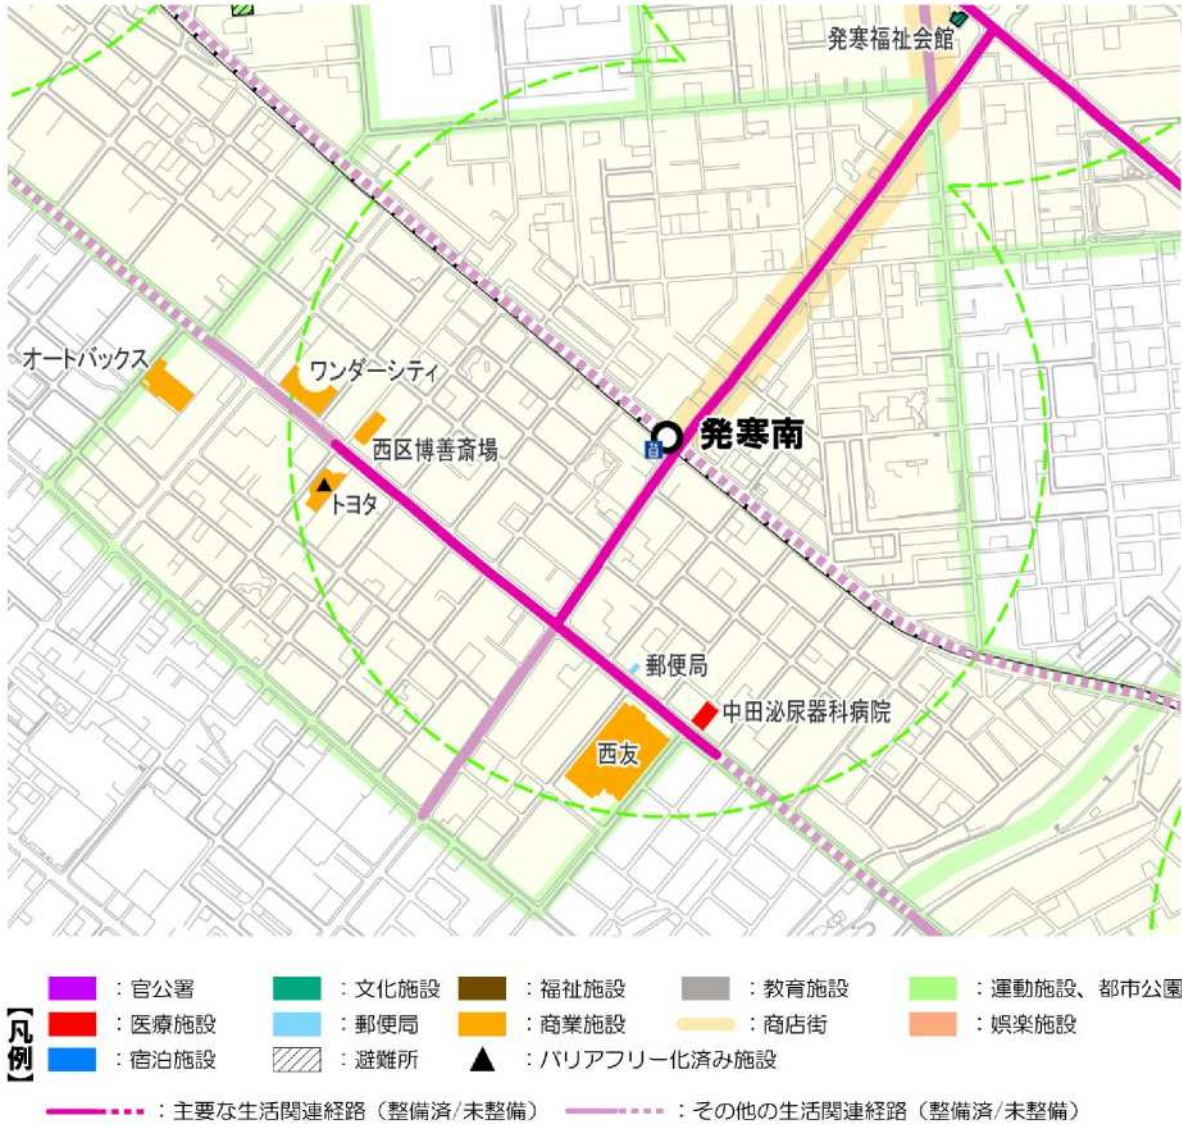 発寒福祉会館
オートバックス
ワンダーシティ
西区博善斎場
トヨタ
発寒南
郵便局
中田泌尿器科病院
西友
【凡例】
：官公署
：文化施設
：福祉施設
：教育施設
：運動施設、都市公園
：医療施設
：郵便局
：商業施設
：商店街
：娯楽施設
：宿泊施設
：避難所
：バリアフリー化済み施設
：主要な生活関連経路（整備済/未整備）
：その他の生活関連経路（整備済/未整備）